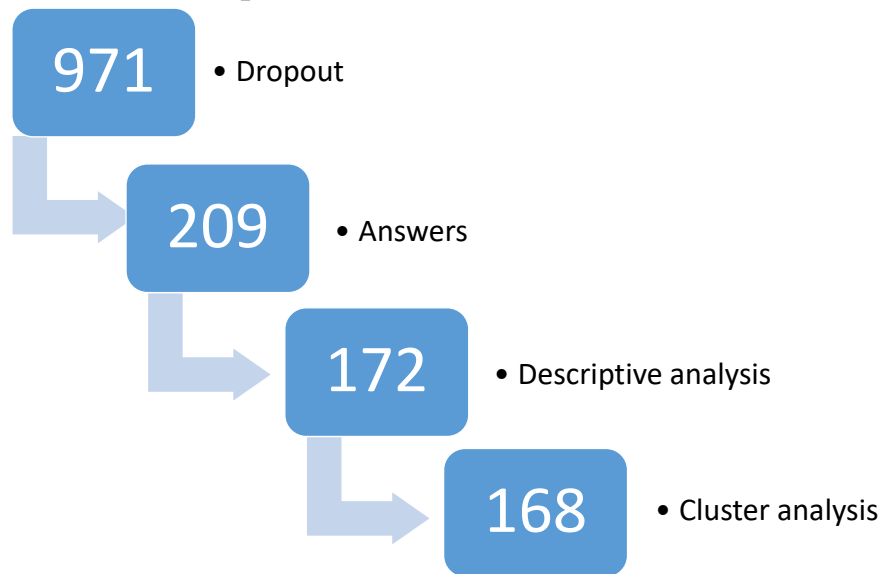 971
• Dropout
209
• Answers
172
• Descriptive analysis
168
• Cluster analysis